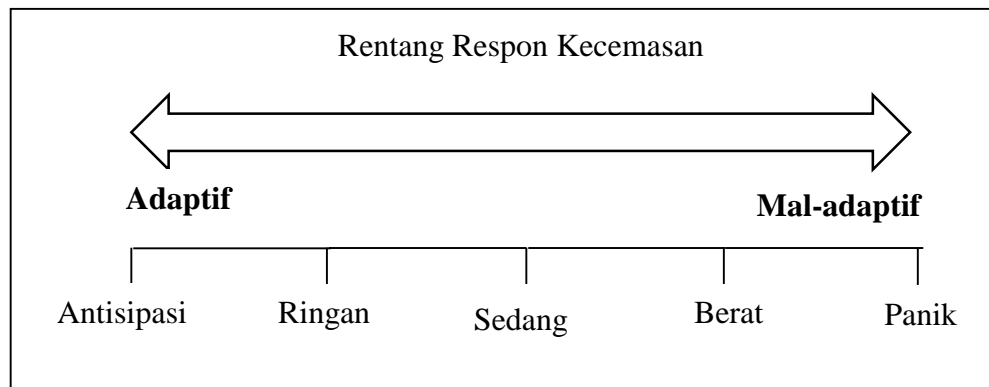 Rentang Respon Kecemasan
Adaptif
Mal-adaptif
Antisipasi
Ringan
Sedang
Berat
Panik